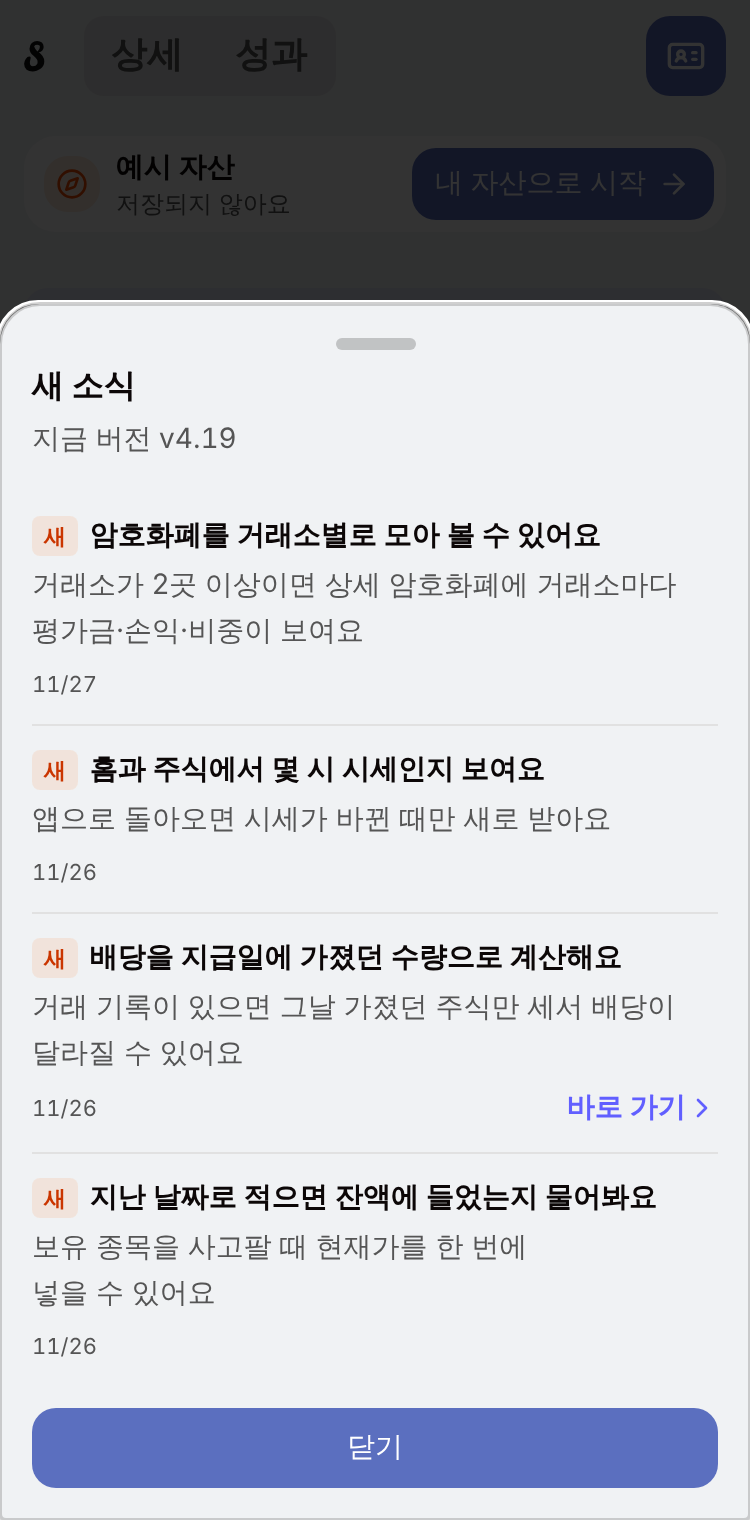 S
상세 성과
예시 자산
저장되지 않아요
내 자산으로 시작
새 소식
지금 버전 v4.19
새 암호화폐를 거래소별로 모아 볼 수 있어요
거래소가 2곳 이상이면 상세 암호화폐에 거래소마다
평가금·손익·비중이 보여요
11/27
새 홈과 주식에서 몇 시 시세인지 보여요
앱으로 돌아오면 시세가 바뀐 때만 새로 받아요
11/26
새 배당을 지급일에 가졌던 수량으로 계산해요
거래 기록이 있으면 그날 가졌던 주식만 세서 배당이
달라질 수 있어요
11/26 바로 가기
새 지난 날짜로 적으면 잔액에 들었는지 물어봐요
보유 종목을 사고팔 때 현재가를 한 번에
넣을 수 있어요
11/26
닫기